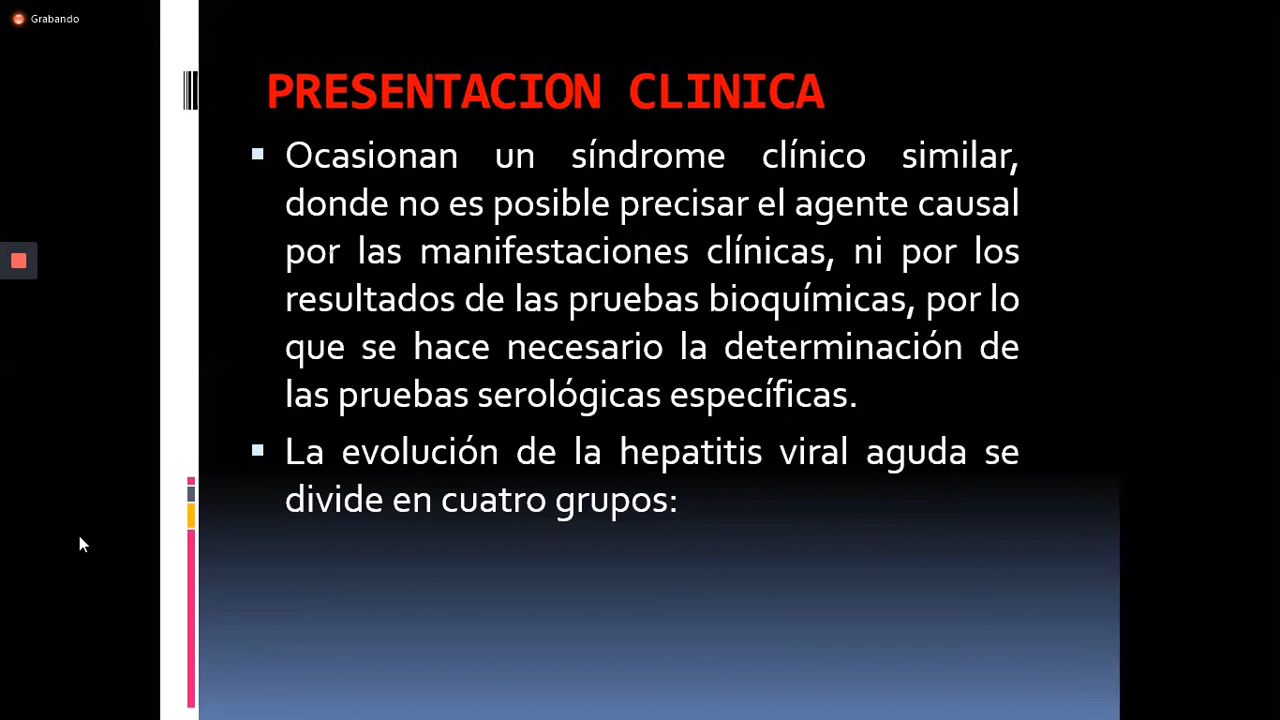 Grabando
PRESENTACION CLINICA
Ocasionan un síndrome clínico similar,
donde no es posible precisar el agente causal
por las manifestaciones clínicas, ni por los
resultados de las pruebas bioquímicas, por lo
que se hace necesario la determinación de
las pruebas serológicas específicas.
La evolución de la hepatitis viral aguda se
divide en cuatro grupos: